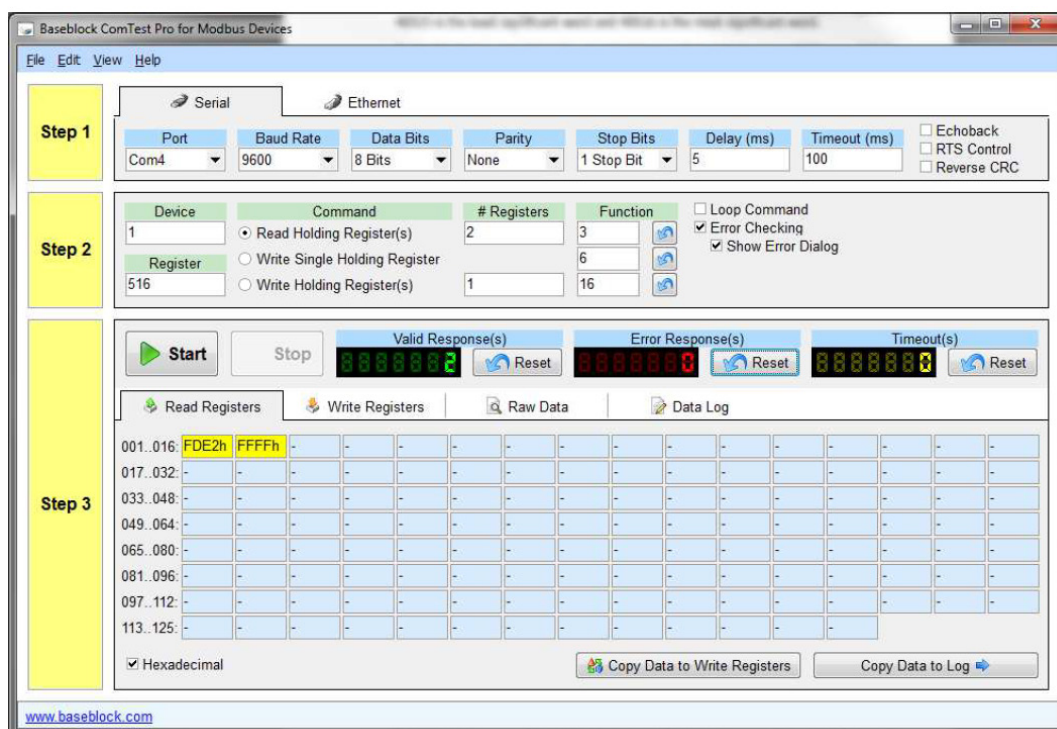 Baseblock ComTest Pro for Modbus Devices
File Edit View Help
Step 1
Serial Ethernet
Port Baud Rate Data Bits Parity Stop Bits Delay (ms) Timeout (ms)
Com4 9600 8 Bits None 1 Stop Bit 5 100
Echoback
RTS Control
Reverse CRC
Step 2
Device Command # Registers Function
1 Read Holding Register(s) 2 3
Register Write Single Holding Register 6
516 Write Holding Register(s) 1 16
Loop Command
Error Checking
Show Error Dialog
Step 3
Start Stop
Valid Response(s) Error Response(s) Timeout(s)
2 Reset 0 Reset 0 Reset
Read Registers Write Registers Raw Data Data Log
001..016: FDE2h FFFFh - - - - - - - - - - - - - -
017..032: - - - - - - - - - - - - - - - -
033..048: - - - - - - - - - - - - - - - -
049..064: - - - - - - - - - - - - - - - -
065..080: - - - - - - - - - - - - - - - -
081..096: - - - - - - - - - - - - - - - -
097..112: - - - - - - - - - - - - - - - -
113..125: - - - - - - - - - - - - -
Hexadecimal Copy Data to Write Registers Copy Data to Log
www.baseblock.com